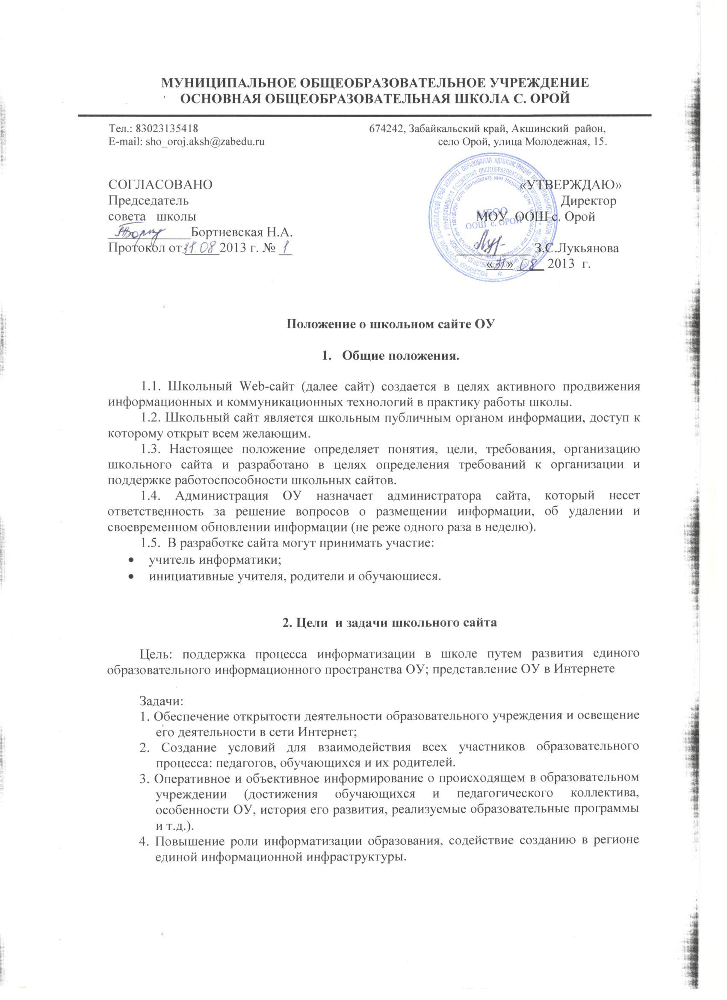 МУНИЦИПАЛЬНОЕ ОБЩЕОБРАЗОВАТЕЛЬНОЕ УЧРЕЖДЕНИЕ
ОСНОВНАЯ ОБЩЕОБРАЗОВАТЕЛЬНАЯ ШКОЛА С. ОРОЙ
Тел.: 83023135418 674242, Забайкальский край, Акшинский район,
E-mail: sho_oroj.aksh@zabedu.ru село Орой, улица Молодежная, 15.
СОГЛАСОВАНО «УТВЕРЖДАЮ»
Председатель Директор
совета школы МОУ ООШ с. Орой
МБОО
ООШ с. ОРОЙ
Бортневская Н.А.
Протокол от 31.08 2013 г. № 1 З.С.Лукьянова
«31» 08 2013 г.
Положение о школьном сайте ОУ
1. Общие положения.
1.1. Школьный Web-сайт (далее сайт) создается в целях активного продвижения
информационных и коммуникационных технологий в практику работы школы.
1.2. Школьный сайт является школьным публичным органом информации, доступ к
которому открыт всем желающим.
1.3. Настоящее положение определяет понятия, цели, требования, организацию
школьного сайта и разработано в целях определения требований к организации и
поддержке работоспособности школьных сайтов.
1.4. Администрация ОУ назначает администратора сайта, который несет
ответственность за решение вопросов о размещении информации, об удалении и
своевременном обновлении информации (не реже одного раза в неделю).
1.5. В разработке сайта могут принимать участие:
• учитель информатики;
• инициативные учителя, родители и обучающиеся.
2. Цели и задачи школьного сайта
Цель: поддержка процесса информатизации в школе путем развития единого
образовательного информационного пространства ОУ; представление ОУ в Интернете
Задачи:
1. Обеспечение открытости деятельности образовательного учреждения и освещение
его деятельности в сети Интернет;
2. Создание условий для взаимодействия всех участников образовательного
процесса: педагогов, обучающихся и их родителей.
3. Оперативное и объективное информирование о происходящем в образовательном
учреждении (достижения обучающихся и педагогического коллектива,
особенности ОУ, история его развития, реализуемые образовательные программы
и т.д.).
4. Повышение роли информатизации образования, содействие созданию в регионе
единой информационной инфраструктуры.